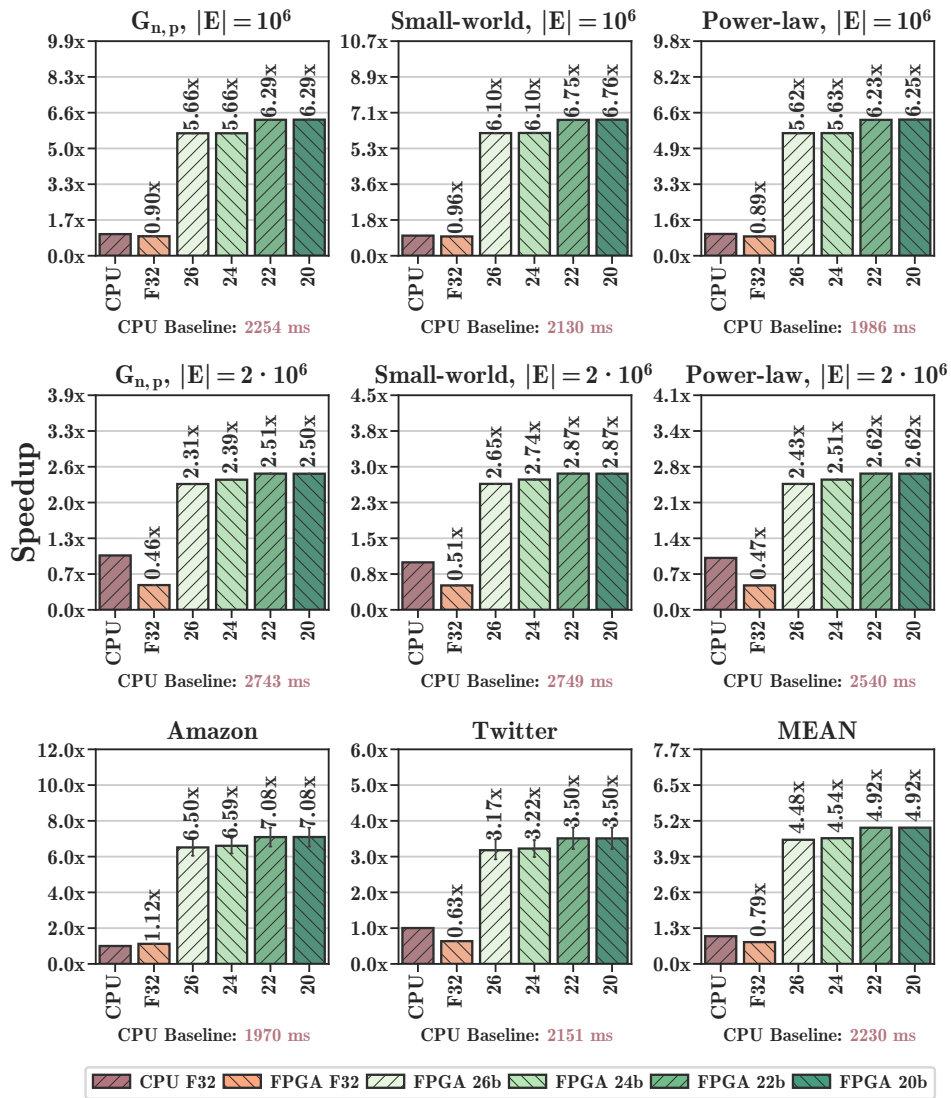 G_{n,p}, |E| = 10^6
9.9x
8.3x
6.6x
5.0x
3.3x
1.7x
0.0x
0.90x
5.66x
5.66x
6.29x
6.29x
CPU
F32
26
24
22
20
CPU Baseline: 2254 ms
Small-world, |E| = 10^6
10.7x
8.9x
7.1x
5.3x
3.6x
1.8x
0.0x
0.96x
6.10x
6.10x
6.75x
6.76x
CPU
F32
26
24
22
20
CPU Baseline: 2130 ms
Power-law, |E| = 10^6
9.8x
8.1x
6.5x
4.9x
3.3x
1.6x
0.0x
0.89x
5.62x
5.63x
6.23x
6.25x
CPU
F32
26
24
22
20
CPU Baseline: 1986 ms
Speedup
G_{n,p}, |E| = 2 · 10^6
3.9x
3.3x
2.6x
2.0x
1.3x
0.7x
0.0x
0.46x
2.31x
2.39x
2.51x
2.50x
CPU
F32
26
24
22
20
CPU Baseline: 2743 ms
Small-world, |E| = 2 · 10^6
4.5x
3.8x
3.0x
2.3x
1.5x
0.8x
0.0x
0.51x
2.65x
2.74x
2.87x
2.87x
CPU
F32
26
24
22
20
CPU Baseline: 2749 ms
Power-law, |E| = 2 · 10^6
4.1x
3.4x
2.8x
2.1x
1.4x
0.7x
0.0x
0.47x
2.43x
2.51x
2.62x
2.62x
CPU
F32
26
24
22
20
CPU Baseline: 2540 ms
Amazon
12.0x
10.0x
8.0x
6.0x
4.0x
2.0x
0.0x
1.12x
6.50x
6.59x
7.08x
7.08x
CPU
F32
26
24
22
20
CPU Baseline: 1970 ms
Twitter
6.0x
5.0x
4.0x
3.0x
2.0x
1.0x
0.0x
0.63x
3.17x
3.22x
3.50x
3.50x
CPU
F32
26
24
22
20
CPU Baseline: 2151 ms
MEAN
7.7x
6.5x
5.2x
3.9x
2.6x
1.3x
0.0x
0.79x
4.48x
4.54x
4.92x
4.92x
CPU
F32
26
24
22
20
CPU Baseline: 2230 ms
CPU F32
FPGA F32
FPGA 26b
FPGA 24b
FPGA 22b
FPGA 20b